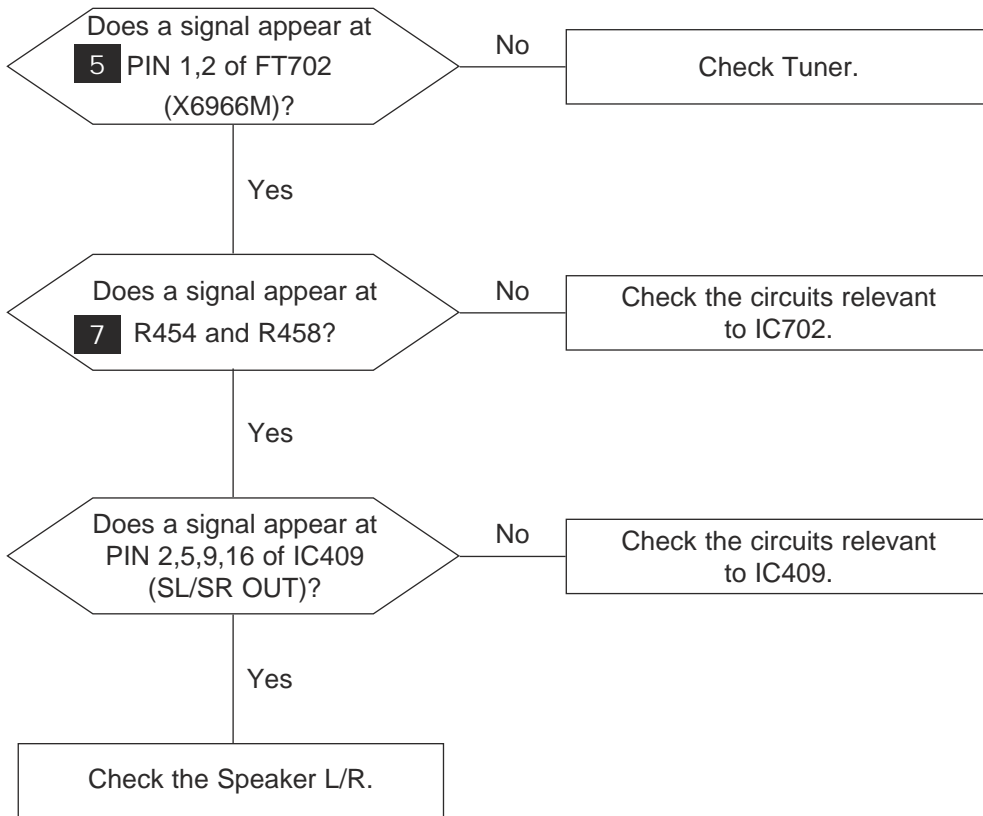 Does a signal appear at
5 PIN 1,2 of FT702
(X6966M)?
No
Check Tuner.
Yes
Does a signal appear at
7 R454 and R458?
No
Check the circuits relevant
to IC702.
Yes
Does a signal appear at
PIN 2,5,9,16 of IC409
(SL/SR OUT)?
No
Check the circuits relevant
to IC409.
Yes
Check the Speaker L/R.